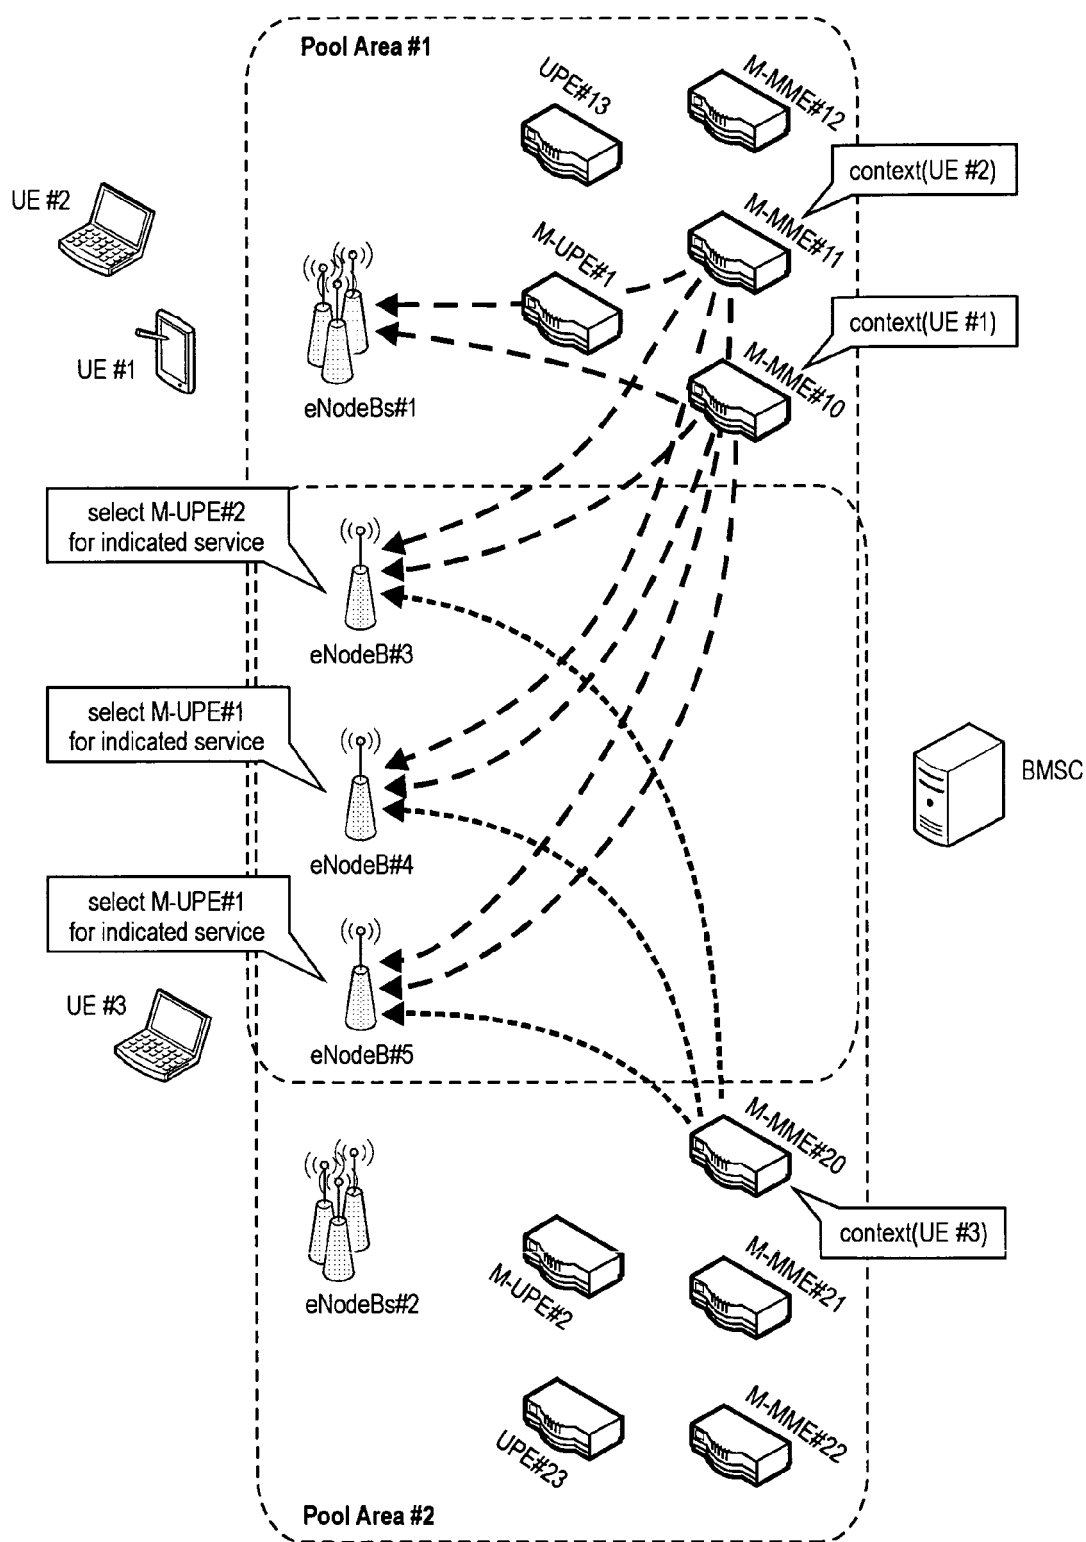 Pool Area #1
UPE#13
M-MME#12
context(UE #2)
UE #2
M-MME#11
M-UPE#1
context(UE #1)
UE #1
M-MME#10
eNodeBs#1
select M-UPE#2
for indicated service
eNodeB#3
select M-UPE#1
for indicated service
BMSC
eNodeB#4
select M-UPE#1
for indicated service
UE #3
eNodeB#5
M-MME#20
context(UE #3)
M-UPE#2
M-MME#21
eNodeBs#2
UPE#23
M-MME#22
Pool Area #2